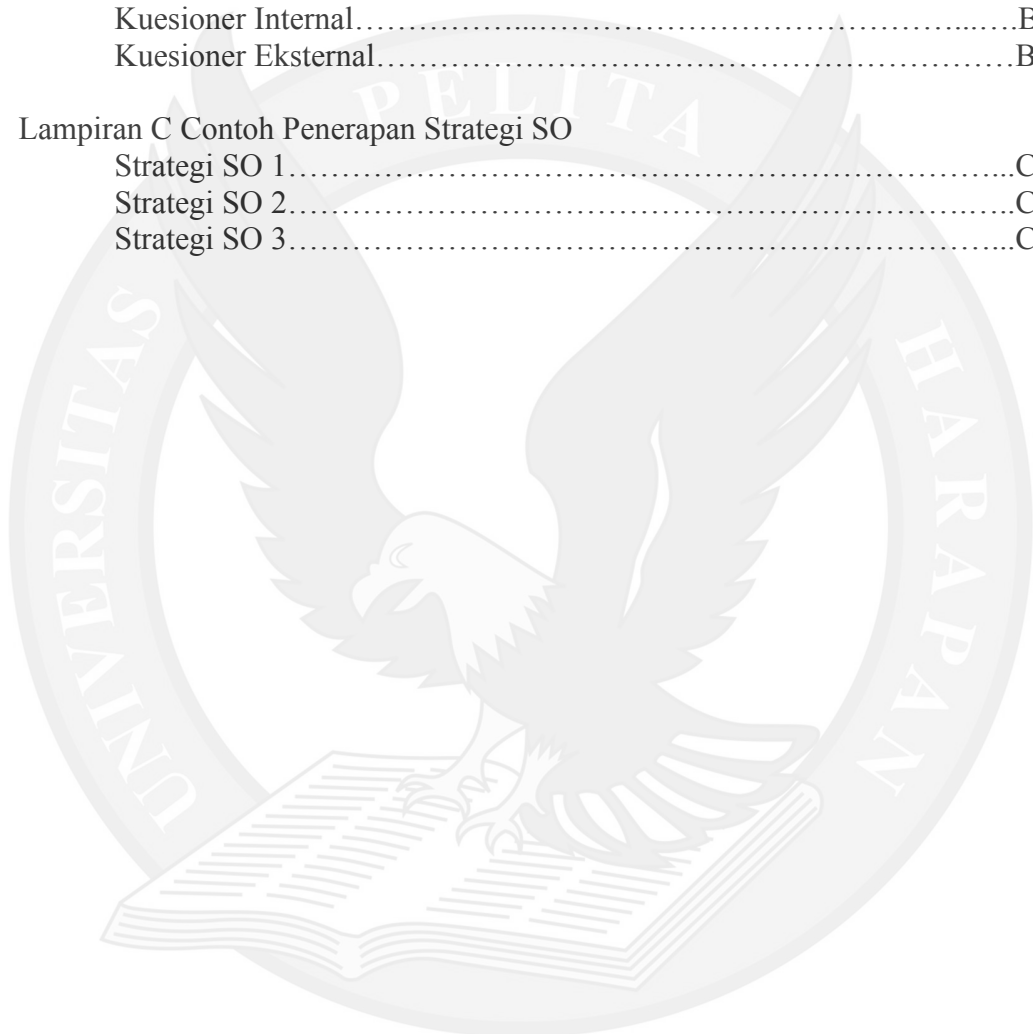 Kuesioner Internal……………...……………………………………...….B
Kuesioner Eksternal………………………………………………………B
Lampiran C Contoh Penerapan Strategi SO
Strategi SO 1……………………………………………………………...C
Strategi SO 2………………………………………………………….…..C
Strategi SO 3……………………………………………………………...C
UNIVERSITAS PELITA HARAPAN